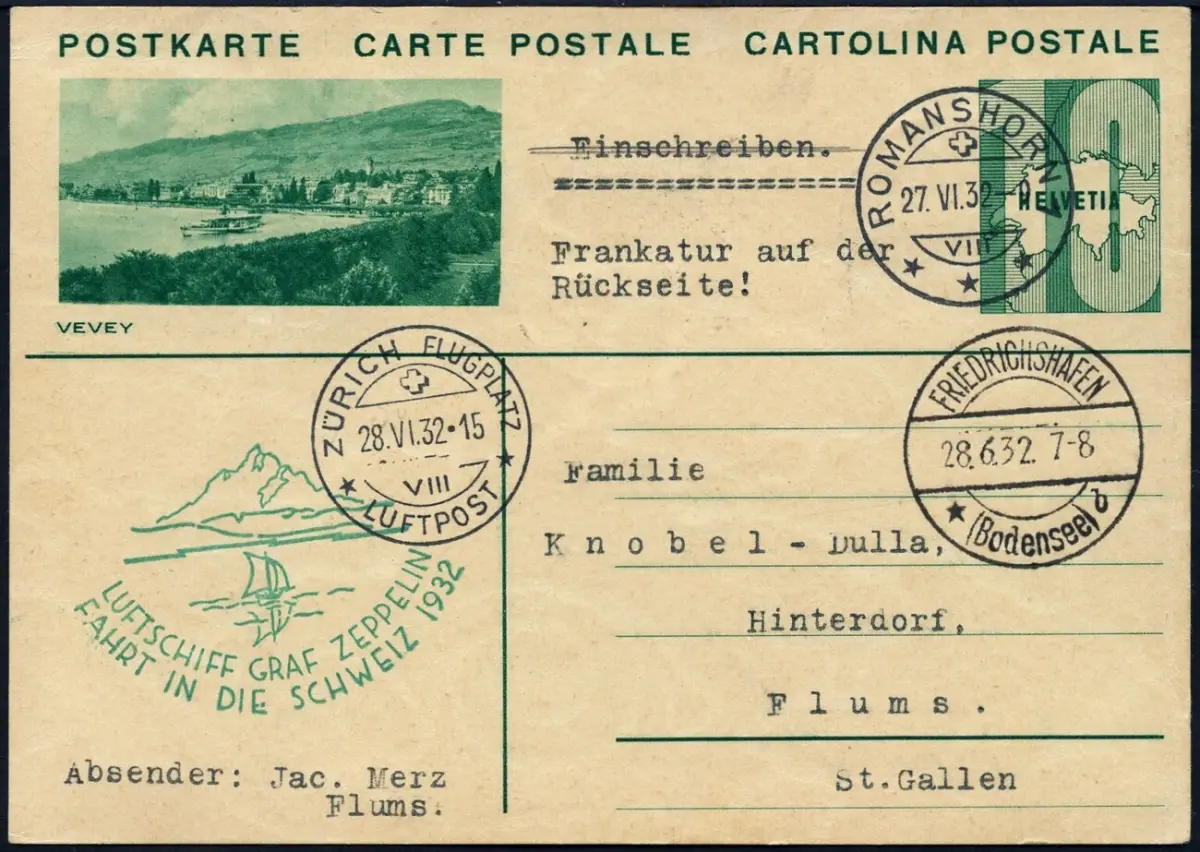 POSTKARTE CARTE POSTALE CARTOLINA POSTALE
Einschreiben.
Frankatur auf der
Rückseite!
ROMANSHORN
27. VI. 32
VIII
HELVETIA
VEVEY
ZÜRICH FLUGPLATZ
28. VI. 32·15
VIII
LUFTPOST
FRIEDRICHSHAFEN
28.6.32. 7-8
(Bodensee) b
LUFTSCHIFF GRAF ZEPPELIN
FAHRT IN DIE SCHWEIZ 1932
Familie
Knobel - Dulla,
Hinterdorf,
Flums.
St.Gallen
Absender: Jac. Merz
Flums.